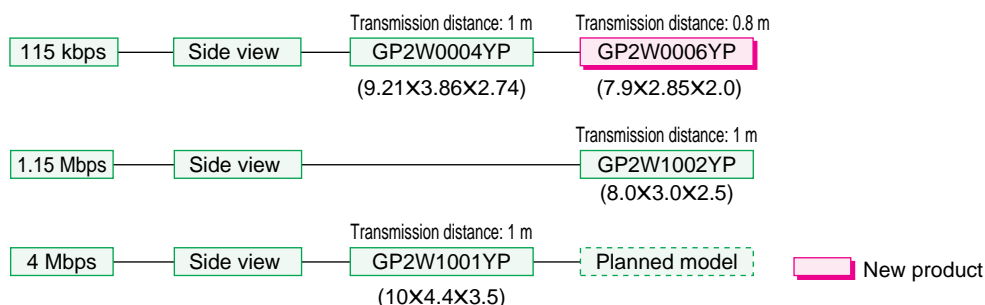 Transmission distance: 1 m
Transmission distance: 0.8 m
115 kbps
Side view
GP2W0004YP
GP2W0006YP
(9.21X3.86X2.74)
(7.9X2.85X2.0)
Transmission distance: 1 m
1.15 Mbps
Side view
GP2W1002YP
(8.0X3.0X2.5)
Transmission distance: 1 m
4 Mbps
Side view
GP2W1001YP
Planned model
New product
(10X4.4X3.5)